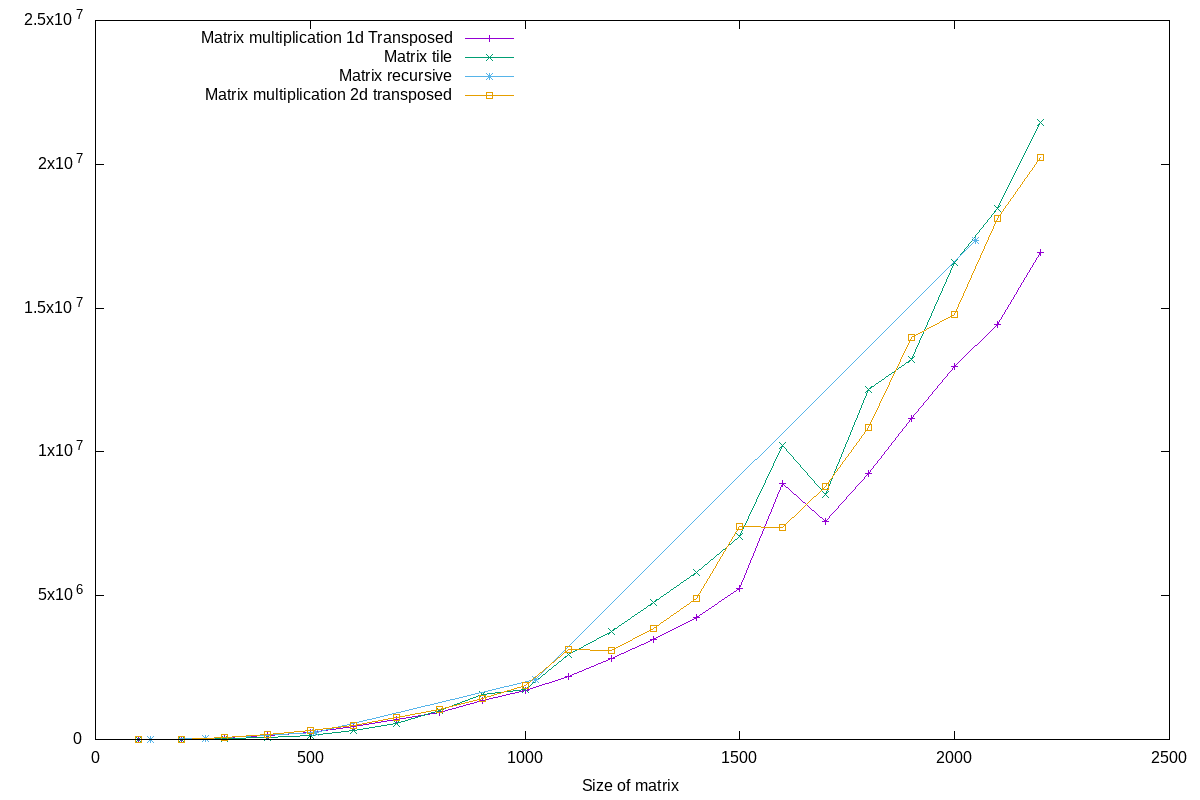 2.5x10 7
2x10 7
1.5x10 7
1x10 7
5x10 6
0
Matrix multiplication 1d Transposed
Matrix tile
Matrix recursive
Matrix multiplication 2d transposed
0 500 1000 1500 2000 2500
Size of matrix